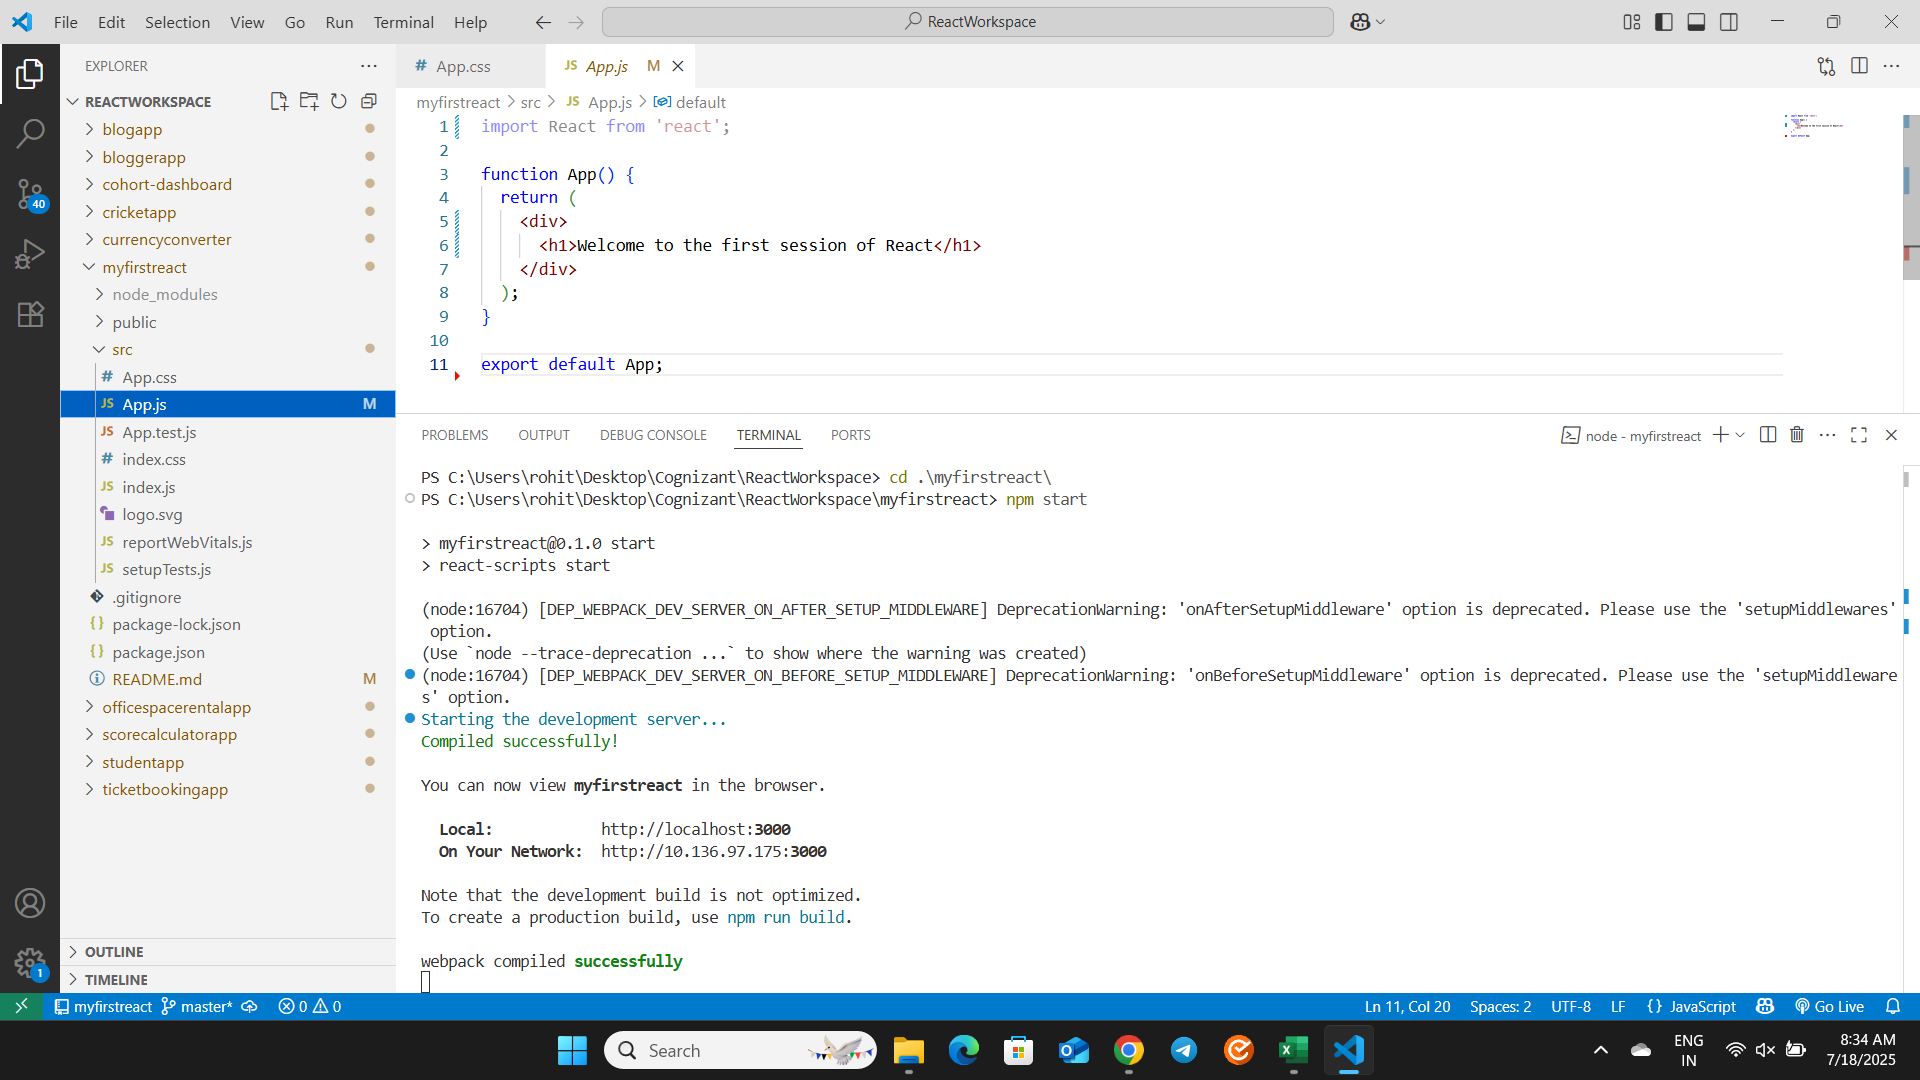 File Edit Selection View Go Run Terminal Help
ReactWorkspace
EXPLORER
REACTWORKSPACE
blogapp
bloggerapp
cohort-dashboard
cricketapp
currencyconverter
myfirstreact
node_modules
public
src
# App.css
JS App.js M
JS App.test.js
# index.css
JS index.js
logo.svg
JS reportWebVitals.js
JS setupTests.js
.gitignore
{} package-lock.json
{} package.json
README.md M
officespacerentalapp
scorecalculatorapp
studentapp
ticketbookingapp
OUTLINE
TIMELINE
40
1
# App.css
JS App.js M
myfirstreact > src > JS App.js > default
1 import React from 'react';
2
3 function App() {
4 return (
5 <div>
6 <h1>Welcome to the first session of React</h1>
7 </div>
8 );
9 }
10
11 export default App;
PROBLEMS OUTPUT DEBUG CONSOLE TERMINAL PORTS
node - myfirstreact
PS C:\Users\rohit\Desktop\Cognizant\ReactWorkspace> cd .\myfirstreact\
PS C:\Users\rohit\Desktop\Cognizant\ReactWorkspace\myfirstreact> npm start
> myfirstreact@0.1.0 start
> react-scripts start
(node:16704) [DEP_WEBPACK_DEV_SERVER_ON_AFTER_SETUP_MIDDLEWARE] DeprecationWarning: 'onAfterSetupMiddleware' option is deprecated. Please use the 'setupMiddlewares'
option.
(Use `node --trace-deprecation ...` to show where the warning was created)
(node:16704) [DEP_WEBPACK_DEV_SERVER_ON_BEFORE_SETUP_MIDDLEWARE] DeprecationWarning: 'onBeforeSetupMiddleware' option is deprecated. Please use the 'setupMiddleware
s' option.
Starting the development server...
Compiled successfully!
You can now view myfirstreact in the browser.
Local: http://localhost:3000
On Your Network: http://10.136.97.175:3000
Note that the development build is not optimized.
To create a production build, use npm run build.
webpack compiled successfully
myfirstreact master* 0 0
Ln 11, Col 20 Spaces: 2 UTF-8 LF {} JavaScript Go Live
Search
ENG
IN
8:34 AM
7/18/2025